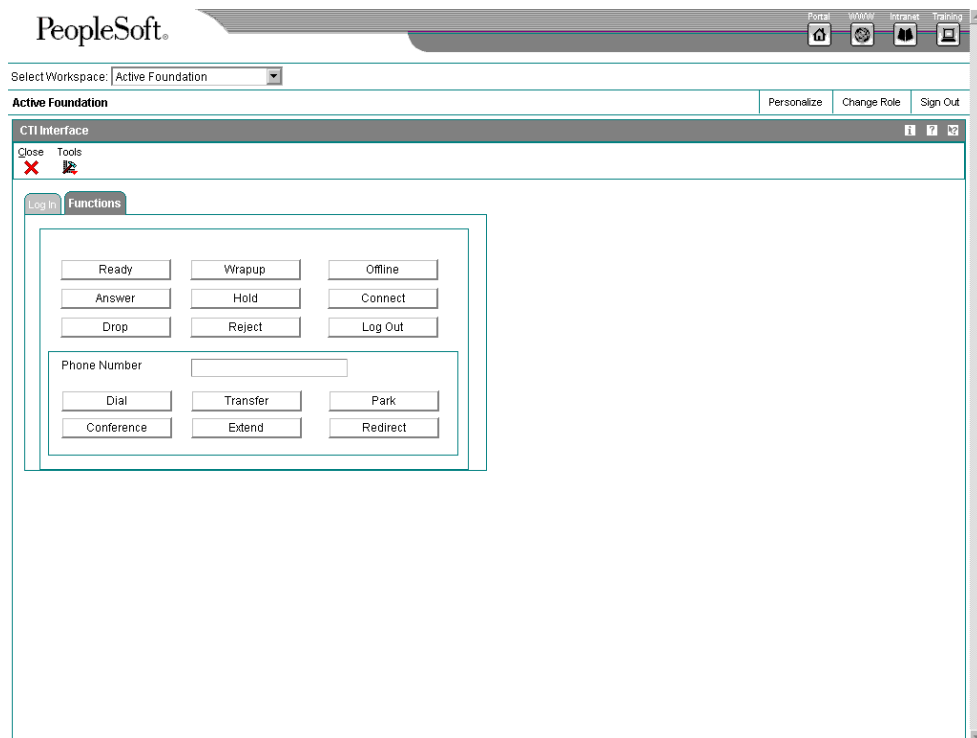 PeopleSoft®
Portal WWW Intranet Training
Select Workspace: Active Foundation
Active Foundation Personalize Change Role Sign Out
CTI Interface
Close Tools
Log In Functions
Ready Wrapup Offline
Answer Hold Connect
Drop Reject Log Out
Phone Number
Dial Transfer Park
Conference Extend Redirect